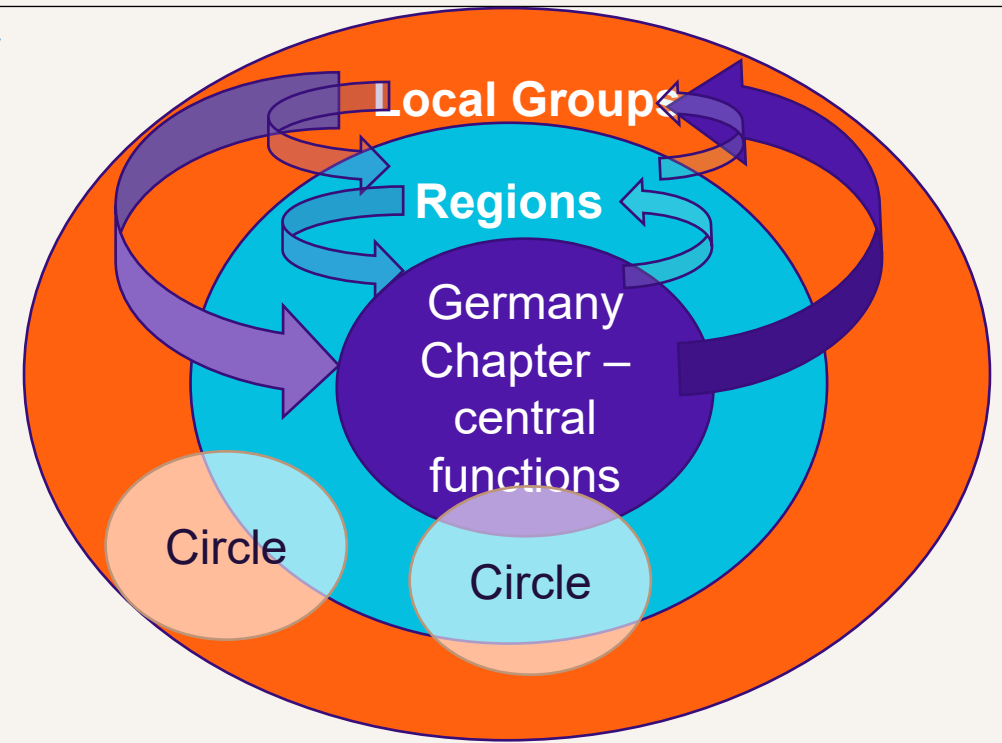 Local Groups
Regions
Germany
Chapter –
central
functions
Circle
Circle